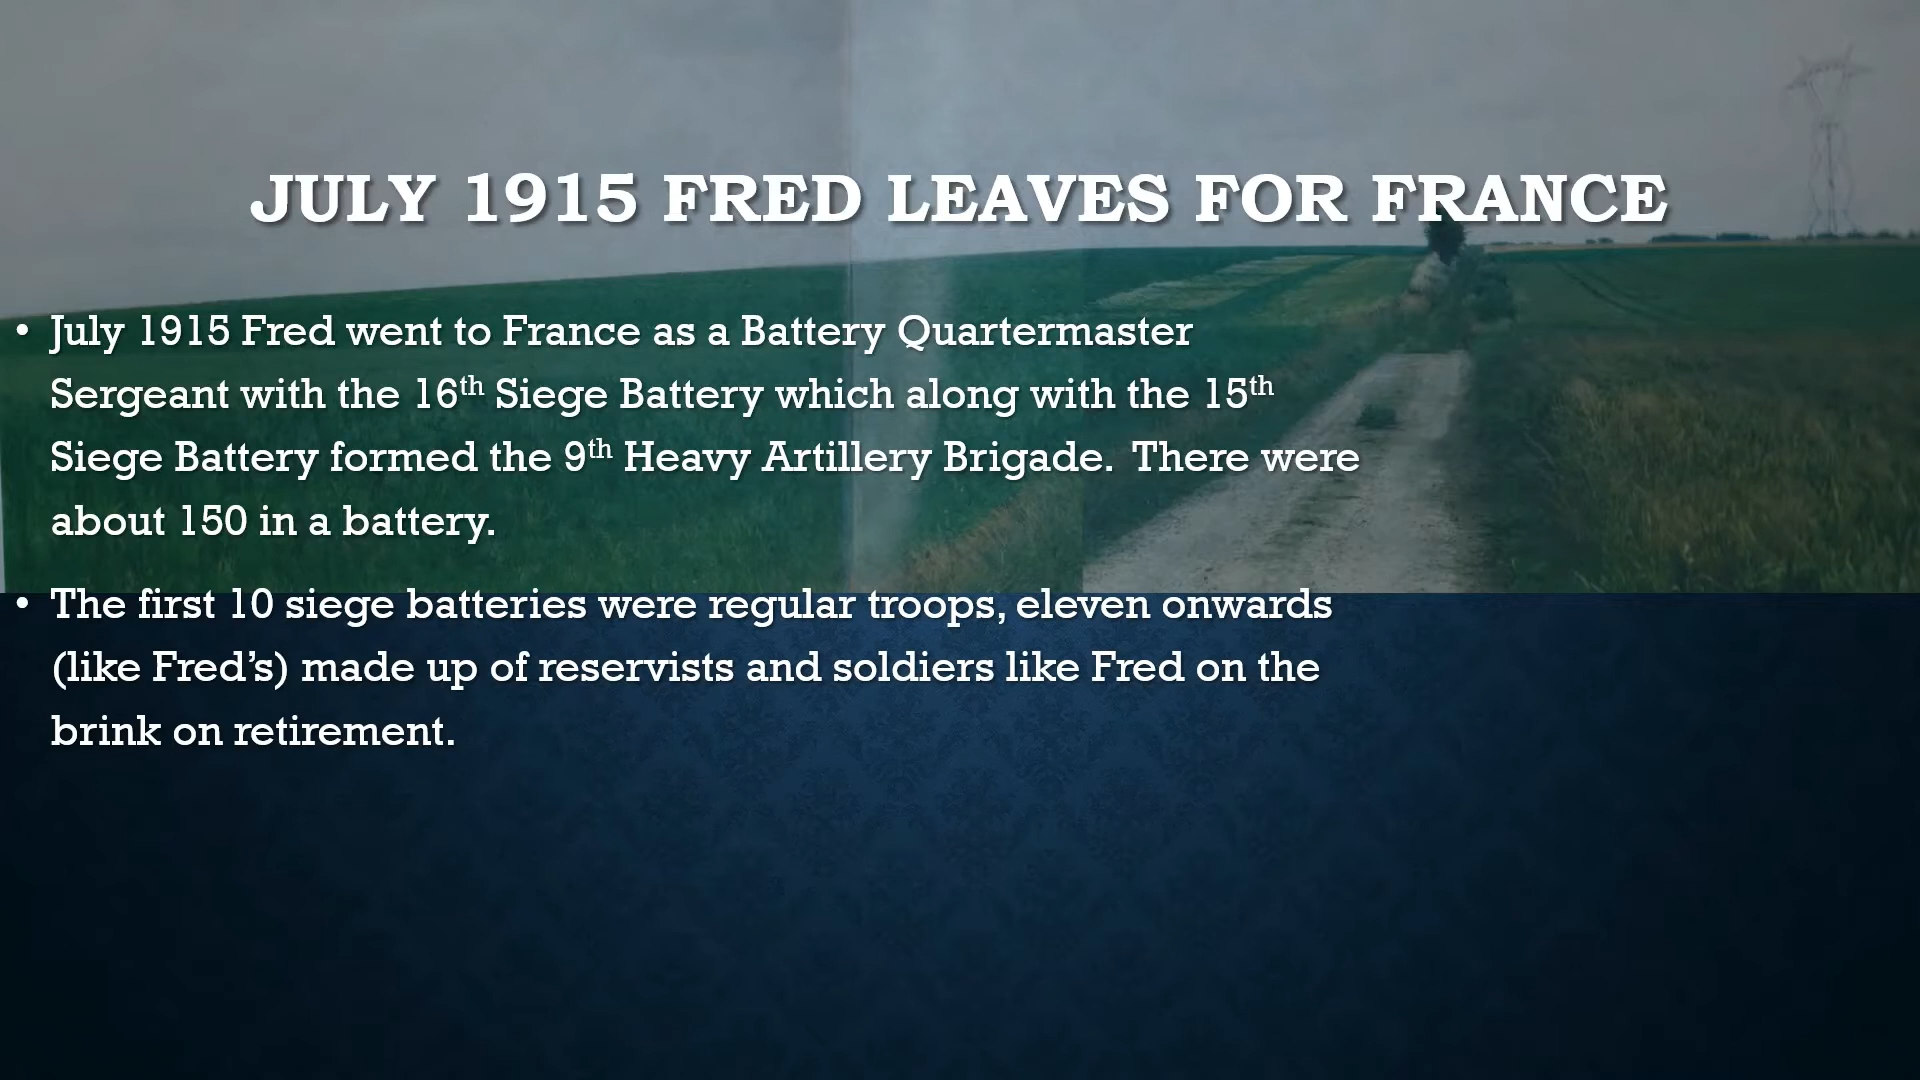 JULY 1915 FRED LEAVES FOR FRANCE
• July 1915 Fred went to France as a Battery Quartermaster
Sergeant with the 16th Siege Battery which along with the 15th
Siege Battery formed the 9th Heavy Artillery Brigade.  There were
about 150 in a battery.
• The first 10 siege batteries were regular troops, eleven onwards
(like Fred’s) made up of reservists and soldiers like Fred on the
brink on retirement.